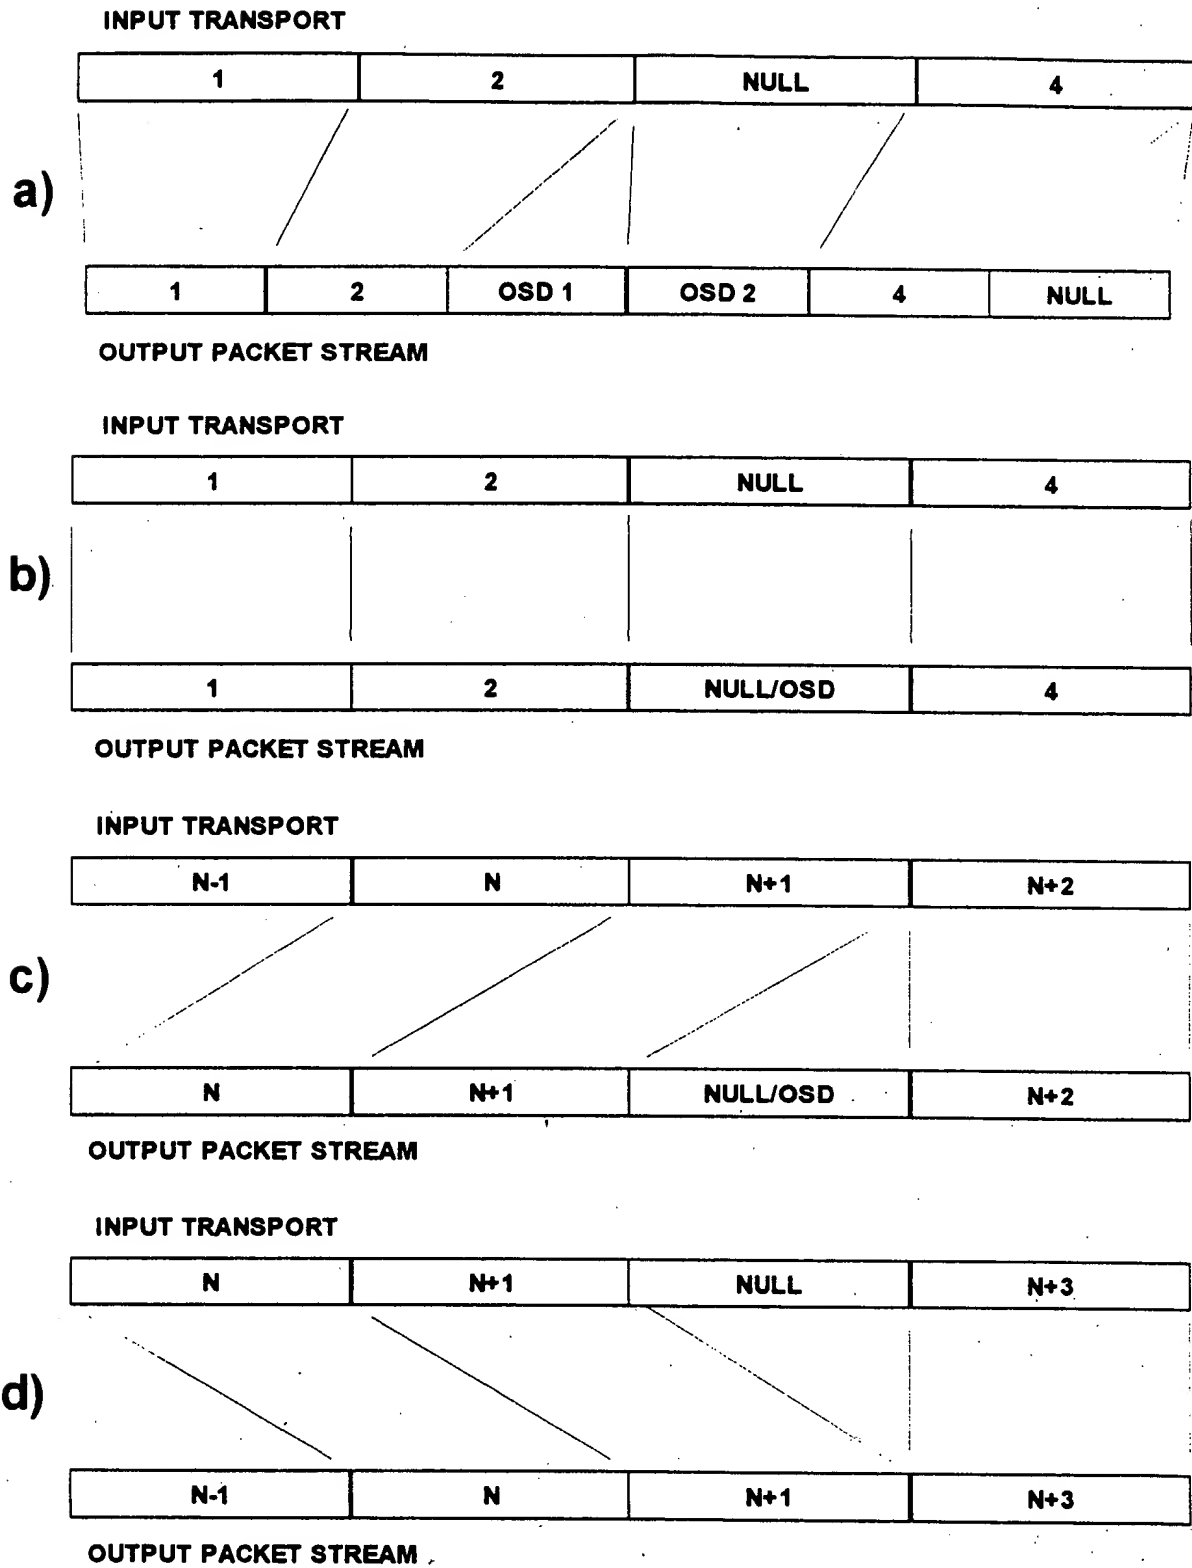 INPUT TRANSPORT
1 2 NULL 4
a)
1 2 OSD 1 OSD 2 4 NULL
OUTPUT PACKET STREAM
INPUT TRANSPORT
1 2 NULL 4
b)
1 2 NULL/OSD 4
OUTPUT PACKET STREAM
INPUT TRANSPORT
N-1 N N+1 N+2
c)
N N+1 NULL/OSD N+2
OUTPUT PACKET STREAM
INPUT TRANSPORT
N N+1 NULL N+3
d)
N-1 N N+1 N+3
OUTPUT PACKET STREAM